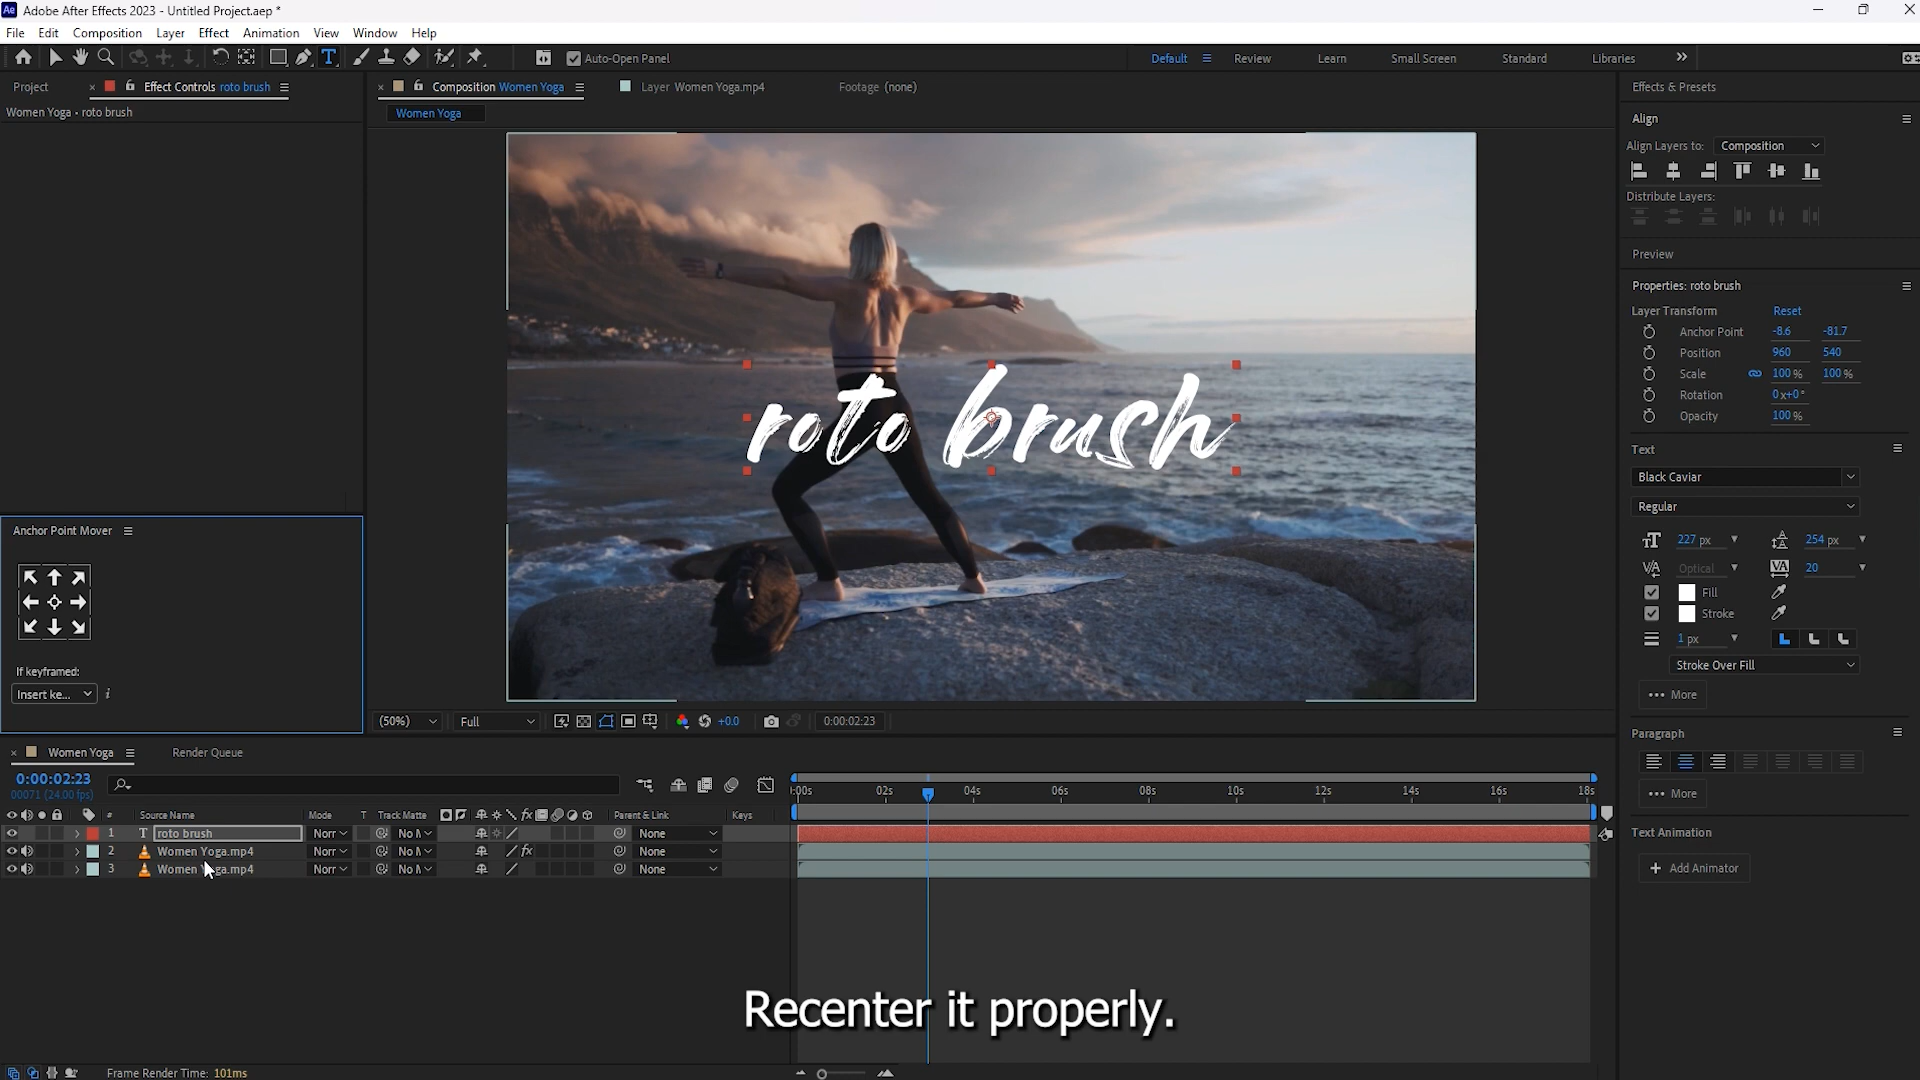 Adobe After Effects 2023 - Untitled Project.aep *
File Edit Composition Layer Effect Animation View Window Help
Auto-Open Panel
Default Review Learn Small Screen Standard Libraries
Project Effect Controls roto brush Composition Women Yoga Layer Women Yoga.mp4 Footage (none)
Effects & Presets
Women Yoga • roto brush
Women Yoga
Align
Align Layers to: Composition
Distribute Layers:
Preview
Properties: roto brush
Layer Transform Reset
Anchor Point -8.6 -81.7
Position 960 540
Scale 100 % 100 %
Rotation 0x+0°
Opacity 100 %
roto brush
Text
Black Caviar
Regular
227 px 254 px
Optical 20
Fill
Stroke
1 px
Stroke Over Fill
More
Paragraph
More
Text Animation
Add Animator
Anchor Point Mover
If keyframed:
Insert ke...
(50%) Full +0.0 0:00:02:23
Women Yoga Render Queue
0:00:02:23
00071 (24.00 fps)
:00s 02s 04s 06s 08s 10s 12s 14s 16s 18s
# Source Name Mode T Track Matte Parent & Link Keys
1 T roto brush Norr None
2 Women Yoga.mp4 Norr None
3 Norr None
Recenter it properly.
Frame Render Time: 101ms